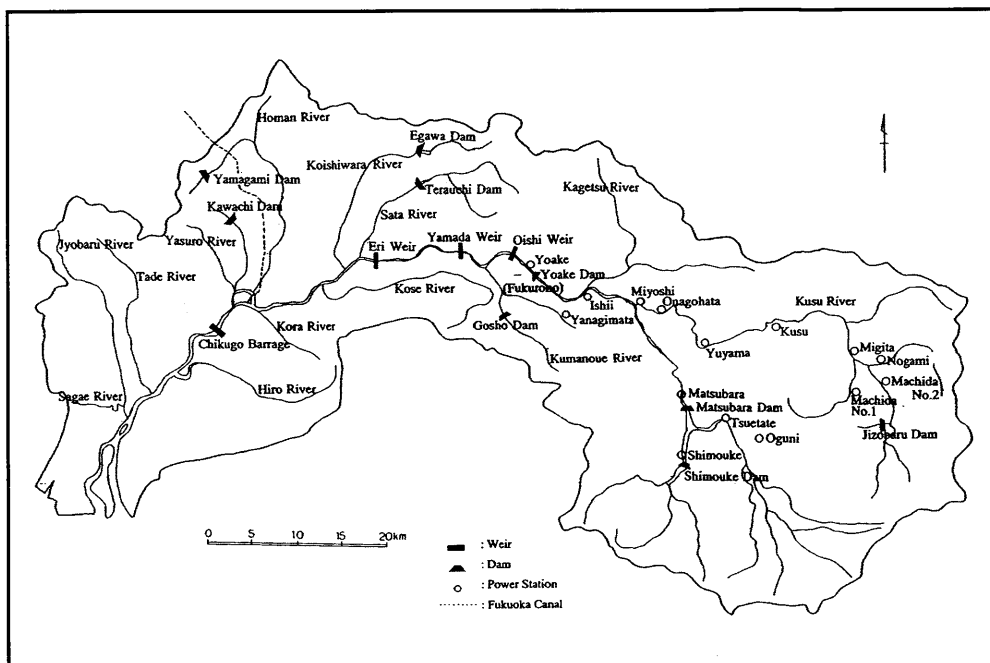 Homan River
Egawa Dam
Koishiwara River
Yamagami Dam
Terauchi Dam
Kagetsu River
Kawachi Dam
Sata River
Jyobaru River
Yasuro River
Yamada Weir
Oishi Weir
Eri Weir
Yoake
Tade River
Yoake Dam
(Fukurono)
Kose River
Ishii
Miyoshi
Onagohata
Kusu River
Kora River
Gosho Dam
Yanagimata
Kusu
Chikugo Barrage
Yuyama
Migita
Nogami
Kumanoue River
Hiro River
Machida
No.2
Sagae River
Matsubara
Machida
No.1
Matsubara Dam
Tsuetate
Oguni
Jizobaru Dam
Shimouke
Shimouke Dam
0 5 10 15 20km
: Weir
: Dam
: Power Station
: Fukuoka Canal